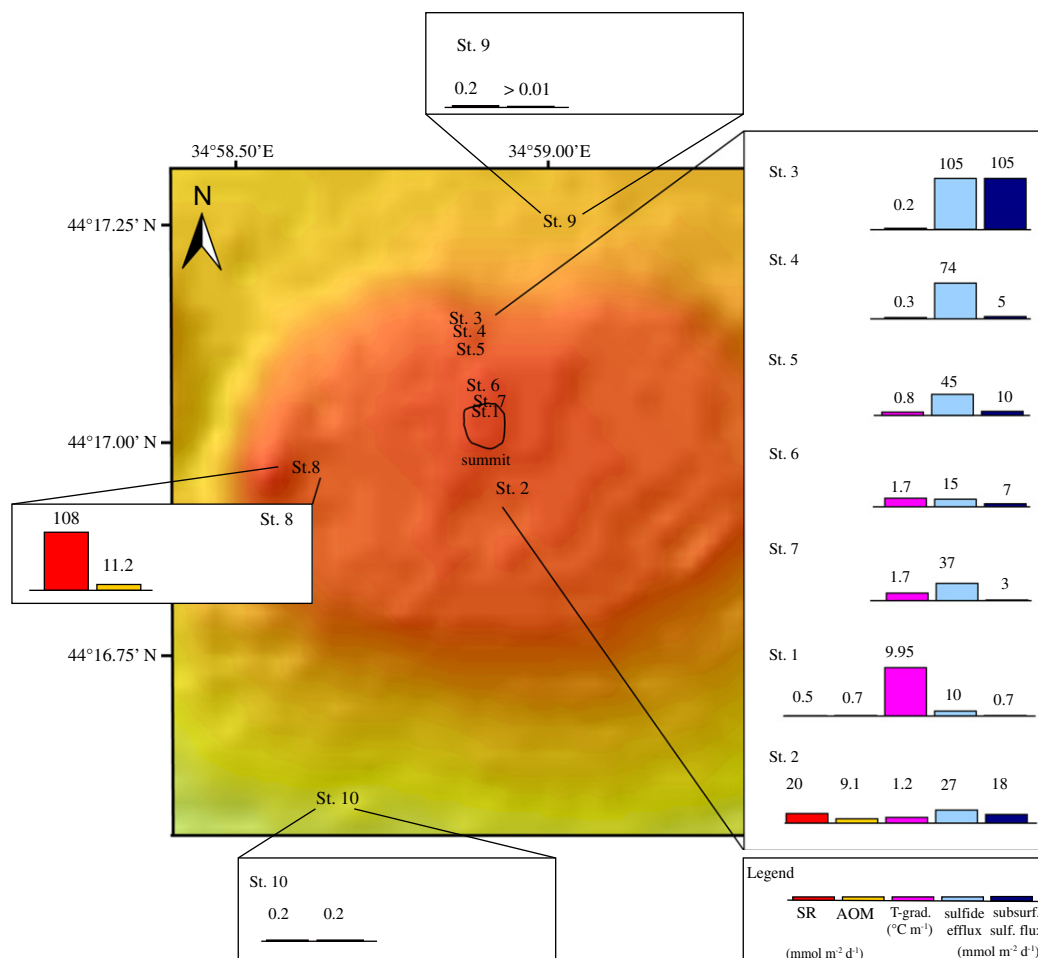 St. 9
0.2 > 0.01
34°58.50'E 34°59.00'E
N
44°17.25' N
44°17.00' N
44°16.75' N
St. 9
St. 3
St. 4
St.5
St. 6
St. 7
St.1
summit
St.8
St. 2
St. 10
108
St. 8
11.2
St. 10
0.2 0.2
St. 3
0.2 105 105
St. 4
0.3 74 5
St. 5
0.8 45 10
St. 6
1.7 15 7
St. 7
1.7 37 3
St. 1
0.5 0.7 9.95 10 0.7
St. 2
20 9.1 1.2 27 18
Legend
SR AOM T-grad. sulfide subsurf.
(°C m⁻¹) efflux sulf. flux
(mmol m⁻² d⁻¹) (mmol m⁻² d⁻¹)